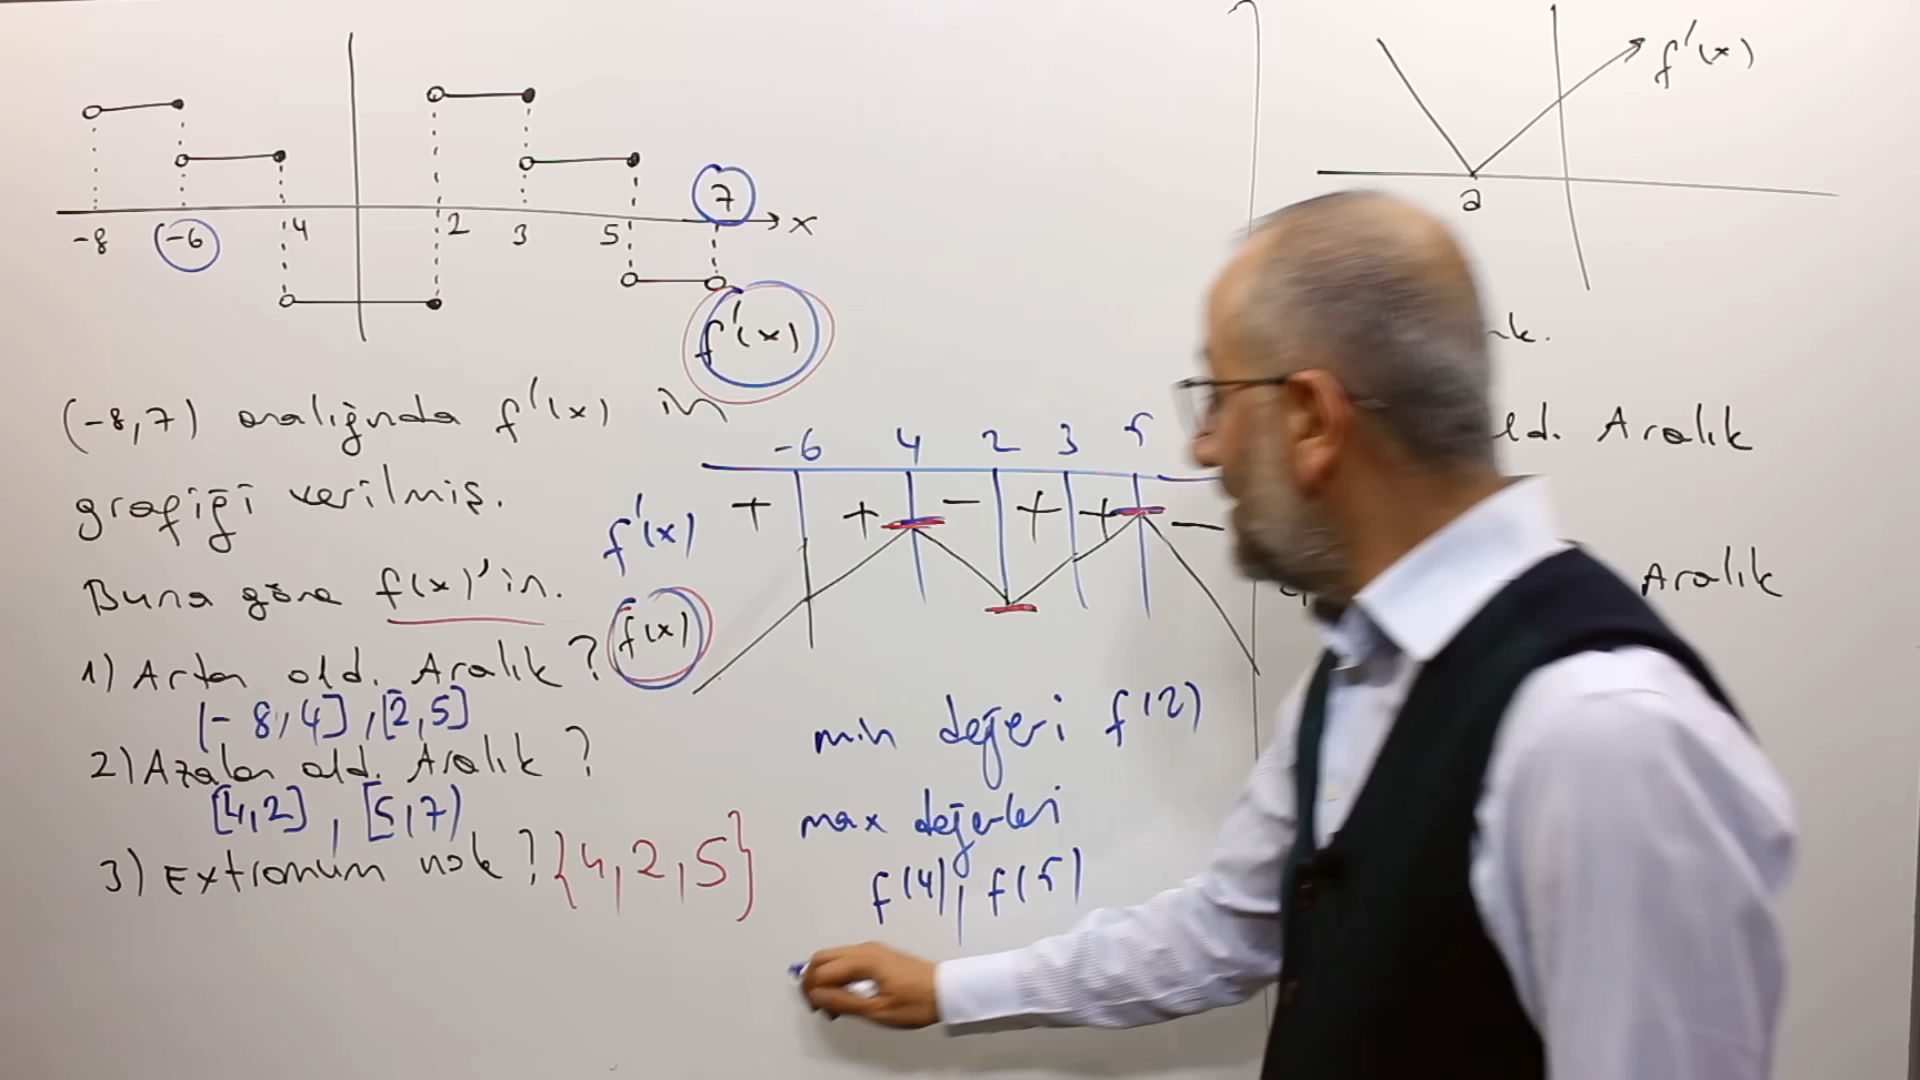 -8 (-6) 4 2 3 5 7 x
f'(x)
(-8,7) aralığında f'(x) in
grafiği verilmiş.
Buna göre f(x)'in.
1) Artan old. Aralık ?
(-8,4] , [2,5]
2) Azalan old. Aralık ?
[4,2] , [5,7)
3) Extromum nok ? {4,2,5}
-6 4 2 3 5
f'(x) + + - + + -
f(x)
min değeri f(2)
max değerleri
f(4), f(5)
f'(x)
a
ld. Aralık
Aralık